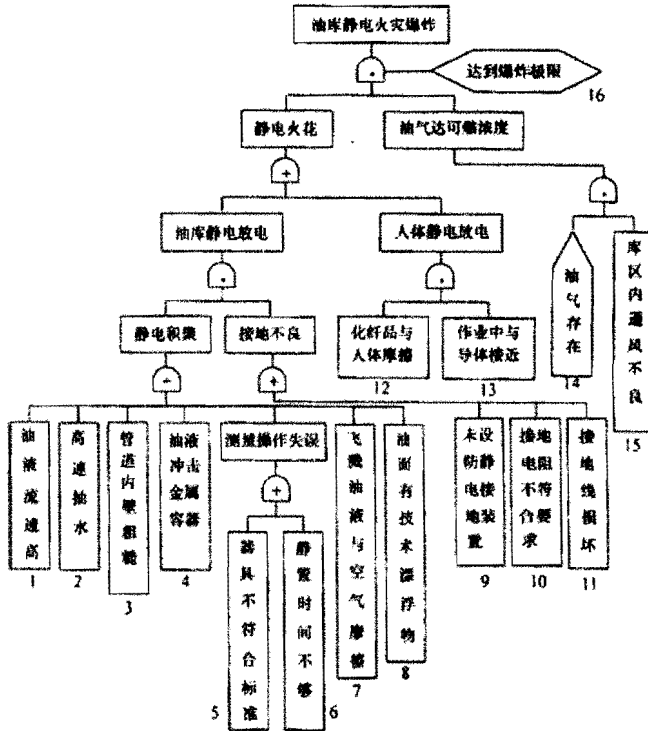 油库静电火灾爆炸
达到爆炸极限
16
静电火花
油气达可燃浓度
+
油库静电放电
人体静电放电
静电积聚
接地不良
化纤品与
人体摩擦
12
作业中与
导体接近
13
油气存在
14
库区内通风不良
15
+
油液流速高
1
高速抽水
2
管道内壁粗糙
3
油液
冲击
金属
容器
4
测量操作失误
+
器具不符合标准
5
静置时间不够
6
飞溅油液与空气摩擦
7
油面有技术漂浮物
8
未设
防静
电接
地装
置
9
接地
电阻
不符
合要
求
10
接地线损坏
11